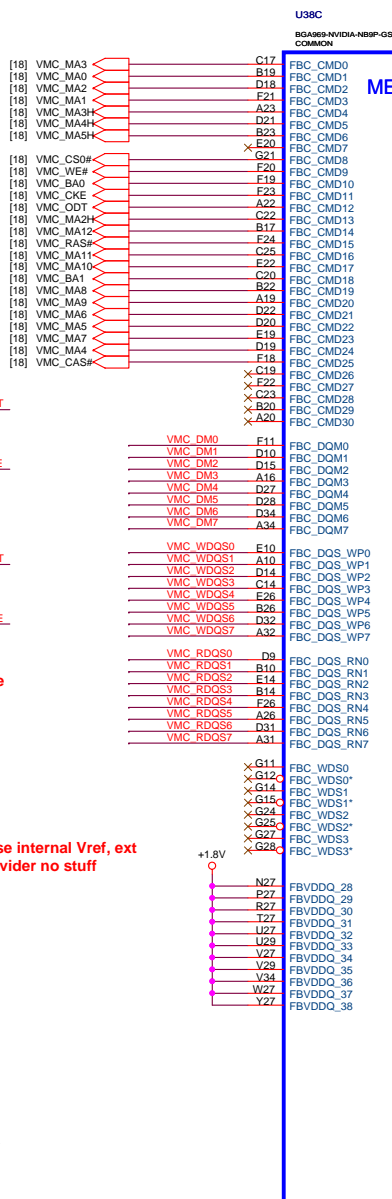 U38C
BGA969-NVIDIA-NB9P-GS
COMMON
ME
[18] VMC_MA3 C17 FBC_CMD0
[18] VMC_MA0 B19 FBC_CMD1
[18] VMC_MA2 D18 FBC_CMD2
[18] VMC_MA1 F21 FBC_CMD3
[18] VMC_MA3H A23 FBC_CMD4
[18] VMC_MA4H D21 FBC_CMD5
[18] VMC_MA5H B23 FBC_CMD6
E20 FBC_CMD7
[18] VMC_CS0# G21 FBC_CMD8
[18] VMC_WE# F20 FBC_CMD9
[18] VMC_BA0 F19 FBC_CMD10
[18] VMC_CKE F23 FBC_CMD11
[18] VMC_ODT A22 FBC_CMD12
[18] VMC_MA2H C22 FBC_CMD13
[18] VMC_MA12 B17 FBC_CMD14
[18] VMC_RAS# F24 FBC_CMD15
[18] VMC_MA11 C25 FBC_CMD16
[18] VMC_MA10 E22 FBC_CMD17
[18] VMC_BA1 C20 FBC_CMD18
[18] VMC_MA8 B22 FBC_CMD19
[18] VMC_MA9 A19 FBC_CMD20
[18] VMC_MA6 D22 FBC_CMD21
[18] VMC_MA5 D20 FBC_CMD22
[18] VMC_MA7 E19 FBC_CMD23
[18] VMC_MA4 D19 FBC_CMD24
[18] VMC_CAS# F18 FBC_CMD25
C19 FBC_CMD26
F22 FBC_CMD27
C23 FBC_CMD28
B20 FBC_CMD29
A20 FBC_CMD30
VMC_DM0 F11 FBC_DQM0
VMC_DM1 D10 FBC_DQM1
VMC_DM2 D15 FBC_DQM2
VMC_DM3 A16 FBC_DQM3
VMC_DM4 D27 FBC_DQM4
VMC_DM5 D28 FBC_DQM5
VMC_DM6 D34 FBC_DQM6
VMC_DM7 A34 FBC_DQM7
VMC_WDQS0 E10 FBC_DQS_WP0
VMC_WDQS1 A10 FBC_DQS_WP1
VMC_WDQS2 D14 FBC_DQS_WP2
VMC_WDQS3 C14 FBC_DQS_WP3
VMC_WDQS4 E26 FBC_DQS_WP4
VMC_WDQS5 B26 FBC_DQS_WP5
VMC_WDQS6 D32 FBC_DQS_WP6
VMC_WDQS7 A32 FBC_DQS_WP7
VMC_RDQS0 D9 FBC_DQS_RN0
VMC_RDQS1 B10 FBC_DQS_RN1
VMC_RDQS2 E14 FBC_DQS_RN2
VMC_RDQS3 B14 FBC_DQS_RN3
VMC_RDQS4 F26 FBC_DQS_RN4
VMC_RDQS5 A26 FBC_DQS_RN5
VMC_RDQS6 D31 FBC_DQS_RN6
VMC_RDQS7 A31 FBC_DQS_RN7
G11 FBC_WDS0
G12 FBC_WDS0*
G14 FBC_WDS1
G15 FBC_WDS1*
G24 FBC_WDS2
G25 FBC_WDS2*
G27 FBC_WDS3
G28 FBC_WDS3*
se internal Vref, ext
vider no stuff
+1.8V
N27 FBVDDQ_28
P27 FBVDDQ_29
R27 FBVDDQ_30
T27 FBVDDQ_31
U27 FBVDDQ_32
U29 FBVDDQ_33
V27 FBVDDQ_34
V29 FBVDDQ_35
V34 FBVDDQ_36
W27 FBVDDQ_37
Y27 FBVDDQ_38